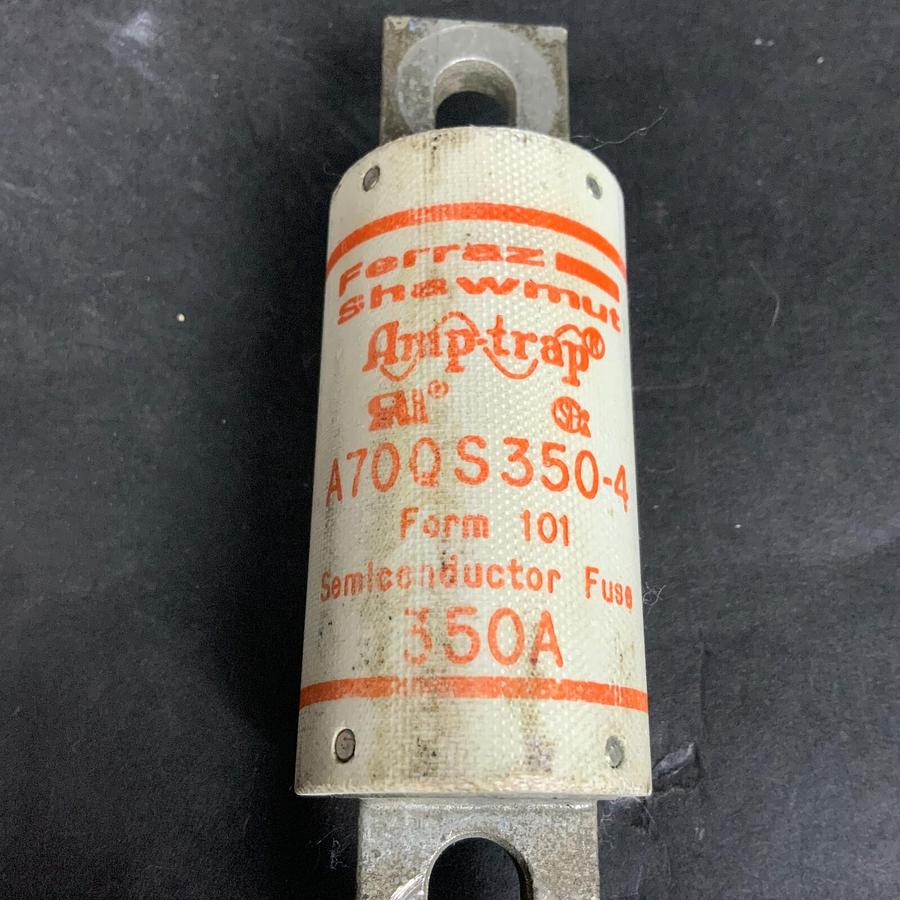 Ferraz
Shawmut
Amp-trap®
A70QS350-4
Form 101
Semiconductor Fuse
350A